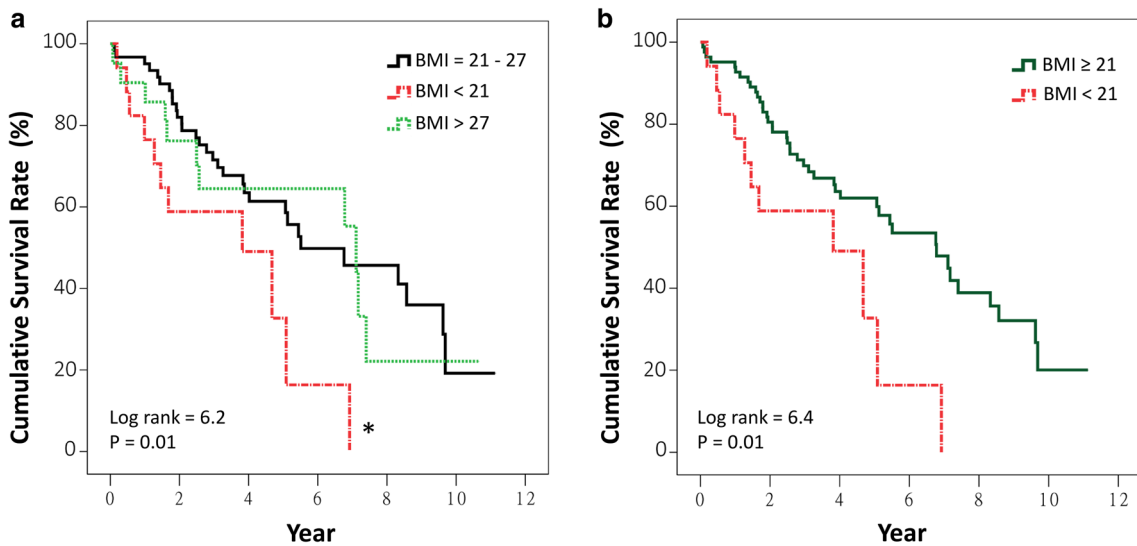 a
Cumulative Survival Rate (%)
100
80
60
40
20
0
BMI = 21 - 27
BMI < 21
BMI > 27
Log rank = 6.2
P = 0.01
*
0 2 4 6 8 10 12
Year
b
Cumulative Survival Rate (%)
100
80
60
40
20
0
BMI ≥ 21
BMI < 21
Log rank = 6.4
P = 0.01
0 2 4 6 8 10 12
Year